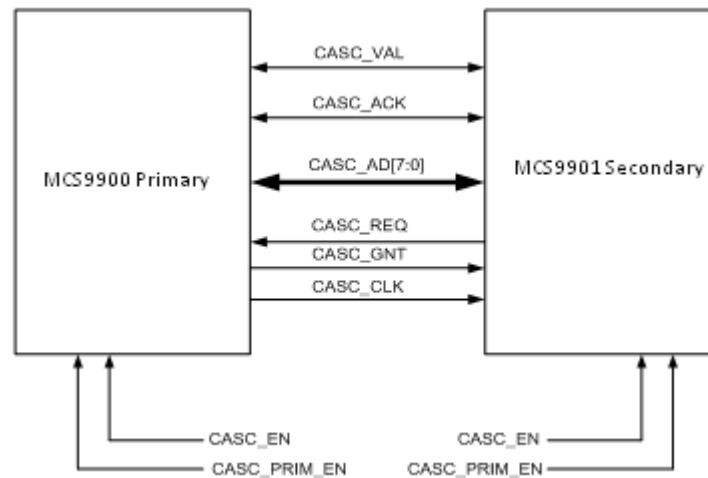 CASC_VAL
CASC_ACK
MCS9900 Primary
CASC_AD[7:0]
MCS9901 Secondary
CASC_REQ
CASC_GNT
CASC_CLK
CASC_EN
CASC_EN
CASC_PRIM_EN
CASC_PRIM_EN